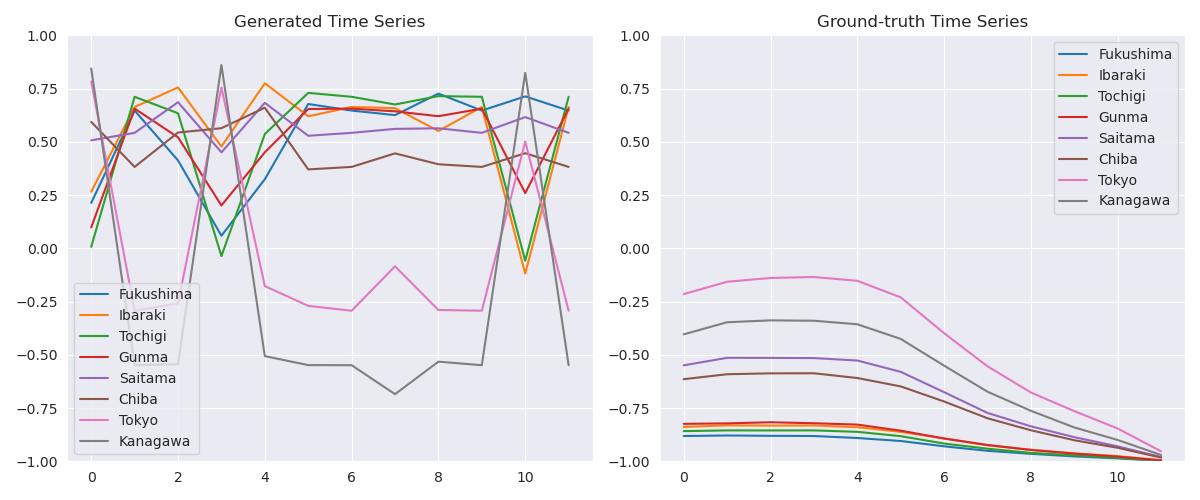 Generated Time Series
1.00
0.75
0.50
0.25
0.00
−0.25
−0.50
−0.75
−1.00
Fukushima
Ibaraki
Tochigi
Gunma
Saitama
Chiba
Tokyo
Kanagawa
0 2 4 6 8 10
Ground-truth Time Series
1.00
0.75
0.50
0.25
0.00
−0.25
−0.50
−0.75
−1.00
Fukushima
Ibaraki
Tochigi
Gunma
Saitama
Chiba
Tokyo
Kanagawa
0 2 4 6 8 10